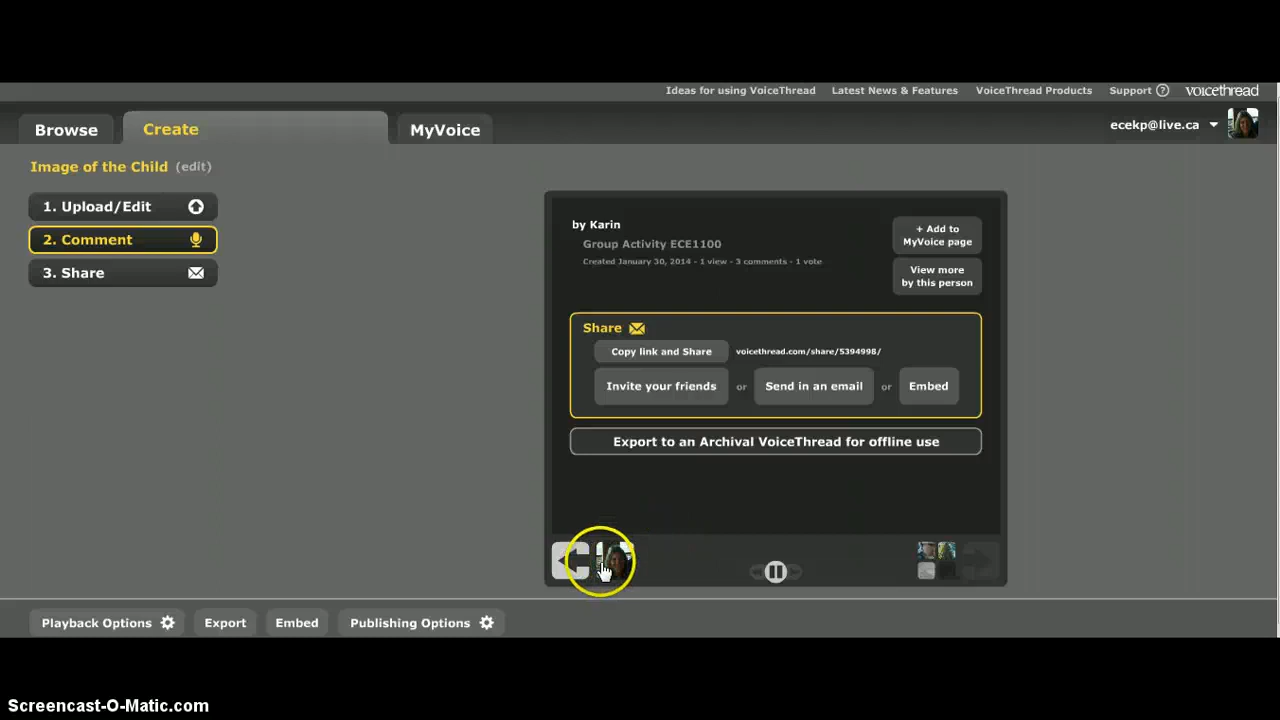 Ideas for using VoiceThread Latest News & Features VoiceThread Products Support ? voicethread
Browse Create MyVoice ecekp@live.ca
Image of the Child (edit)
1. Upload/Edit
2. Comment
3. Share
by Karin
Group Activity ECE1100
Created January 30, 2014 - 1 view - 3 comments - 1 vote
+ Add to
MyVoice page
View more
by this person
Share
Copy link and Share voicethread.com/share/5394998/
Invite your friends or Send in an email or Embed
Export to an Archival VoiceThread for offline use
Playback Options Export Embed Publishing Options
Screencast-O-Matic.com